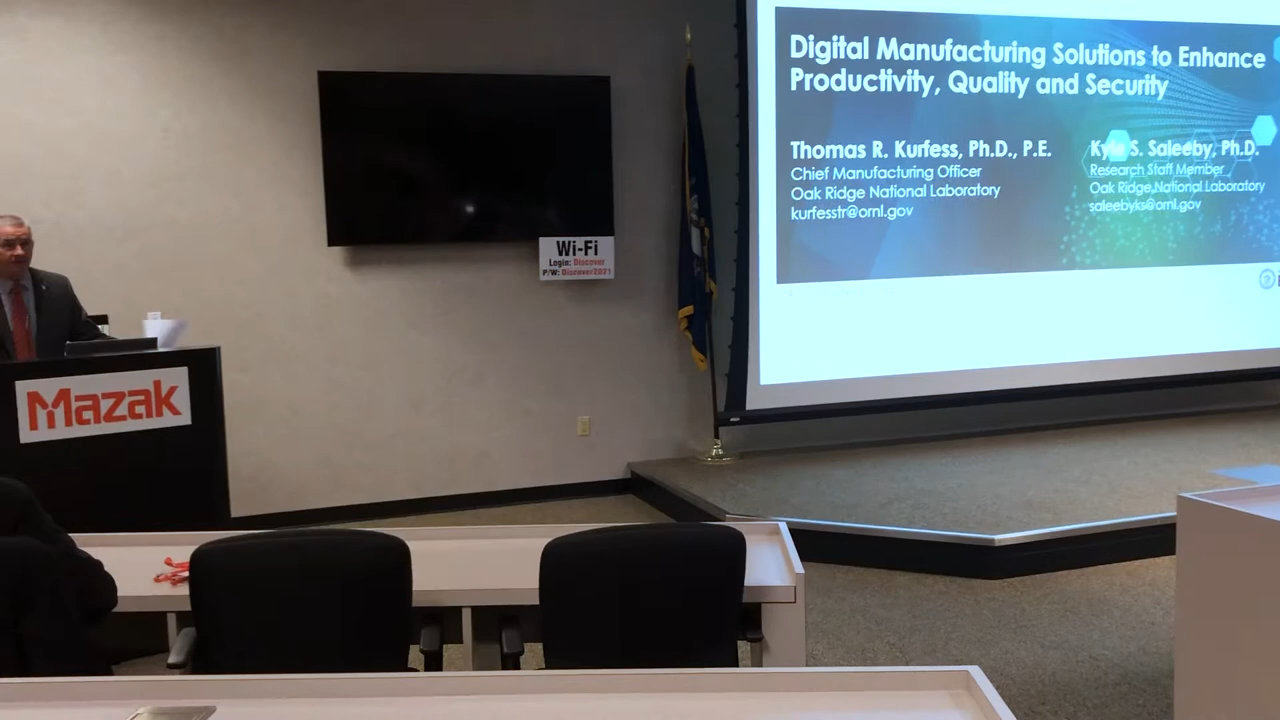 Digital Manufacturing Solutions to Enhance
Productivity, Quality and Security
Thomas R. Kurfess, Ph.D., P.E.
Chief Manufacturing Officer
Oak Ridge National Laboratory
kurfesstr@ornl.gov
Kyle S. Saleeby, Ph.D.
Research Staff Member
Oak Ridge National Laboratory
saleebyks@ornl.gov
Wi-Fi
Login: Discover
P/W: Discover2021
Mazak